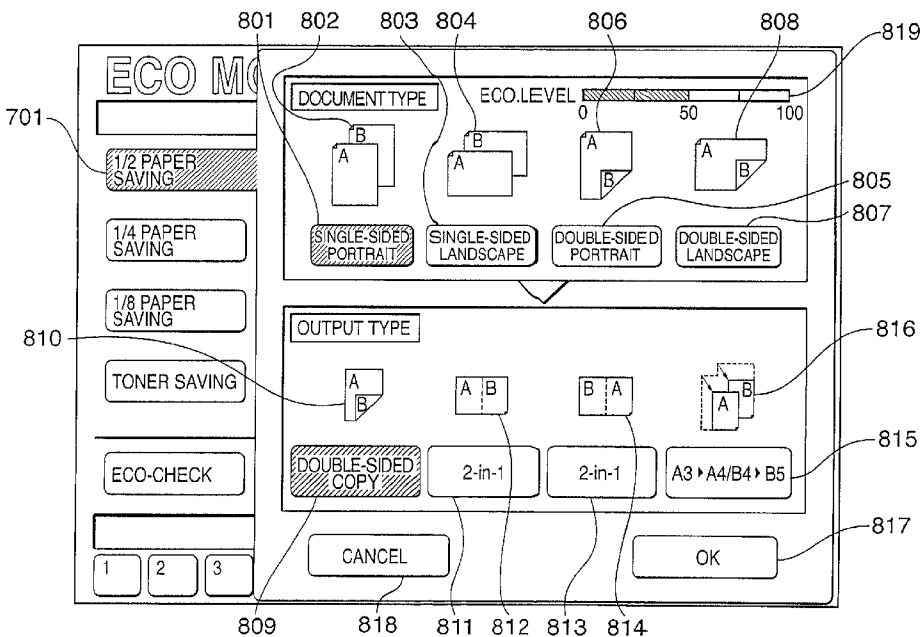 801 802 803 804 806 808
819
ECO MO
DOCUMENT TYPE
ECO.LEVEL
0 50 100
A B
A B
A B
A B
701
1/2 PAPER
SAVING
805
807
SINGLE-SIDED
PORTRAIT
SINGLE-SIDED
LANDSCAPE
DOUBLE-SIDED
PORTRAIT
DOUBLE-SIDED
LANDSCAPE
1/4 PAPER
SAVING
1/8 PAPER
SAVING
810
OUTPUT TYPE
816
TONER SAVING
A B
A B
B A
A B
815
ECO-CHECK
DOUBLE-SIDED
COPY
2-in-1
2-in-1
A3▸A4/B4▸B5
CANCEL
OK
817
1 2 3
809 818 811 812 813 814